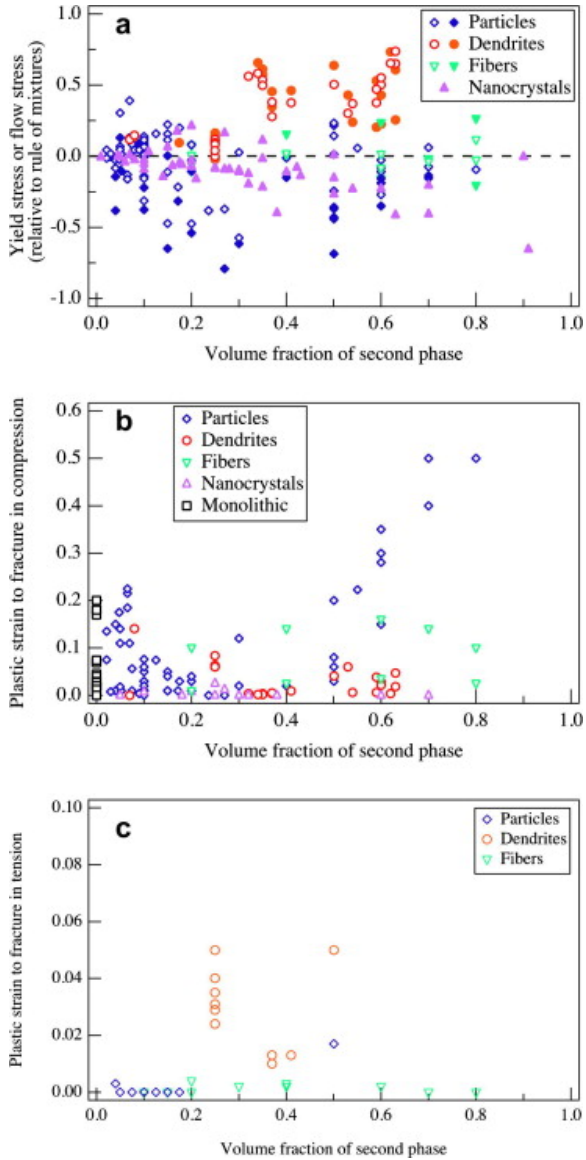 a
Particles
Dendrites
Fibers
Nanocrystals
Yield stress or flow stress
(relative to rule of mixtures)
1.0
0.5
0.0
-0.5
-1.0
0.0 0.2 0.4 0.6 0.8 1.0
Volume fraction of second phase
b
Particles
Dendrites
Fibers
Nanocrystals
Monolithic
Plastic strain to fracture in compression
0.6
0.5
0.4
0.3
0.2
0.1
0.0
0.0 0.2 0.4 0.6 0.8 1.0
Volume fraction of second phase
c
Particles
Dendrites
Fibers
Plastic strain to fracture in tension
0.10
0.08
0.06
0.04
0.02
0.00
0.0 0.2 0.4 0.6 0.8 1.0
Volume fraction of second phase